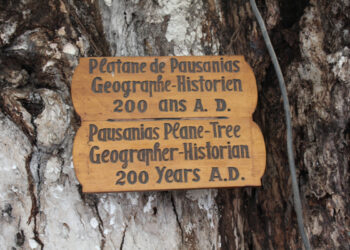 Platane de Pausanias
Geographe-Historien
200 ans A.D.
Pausanias Plane-Tree
Geographer-Historian
200 Years A.D.